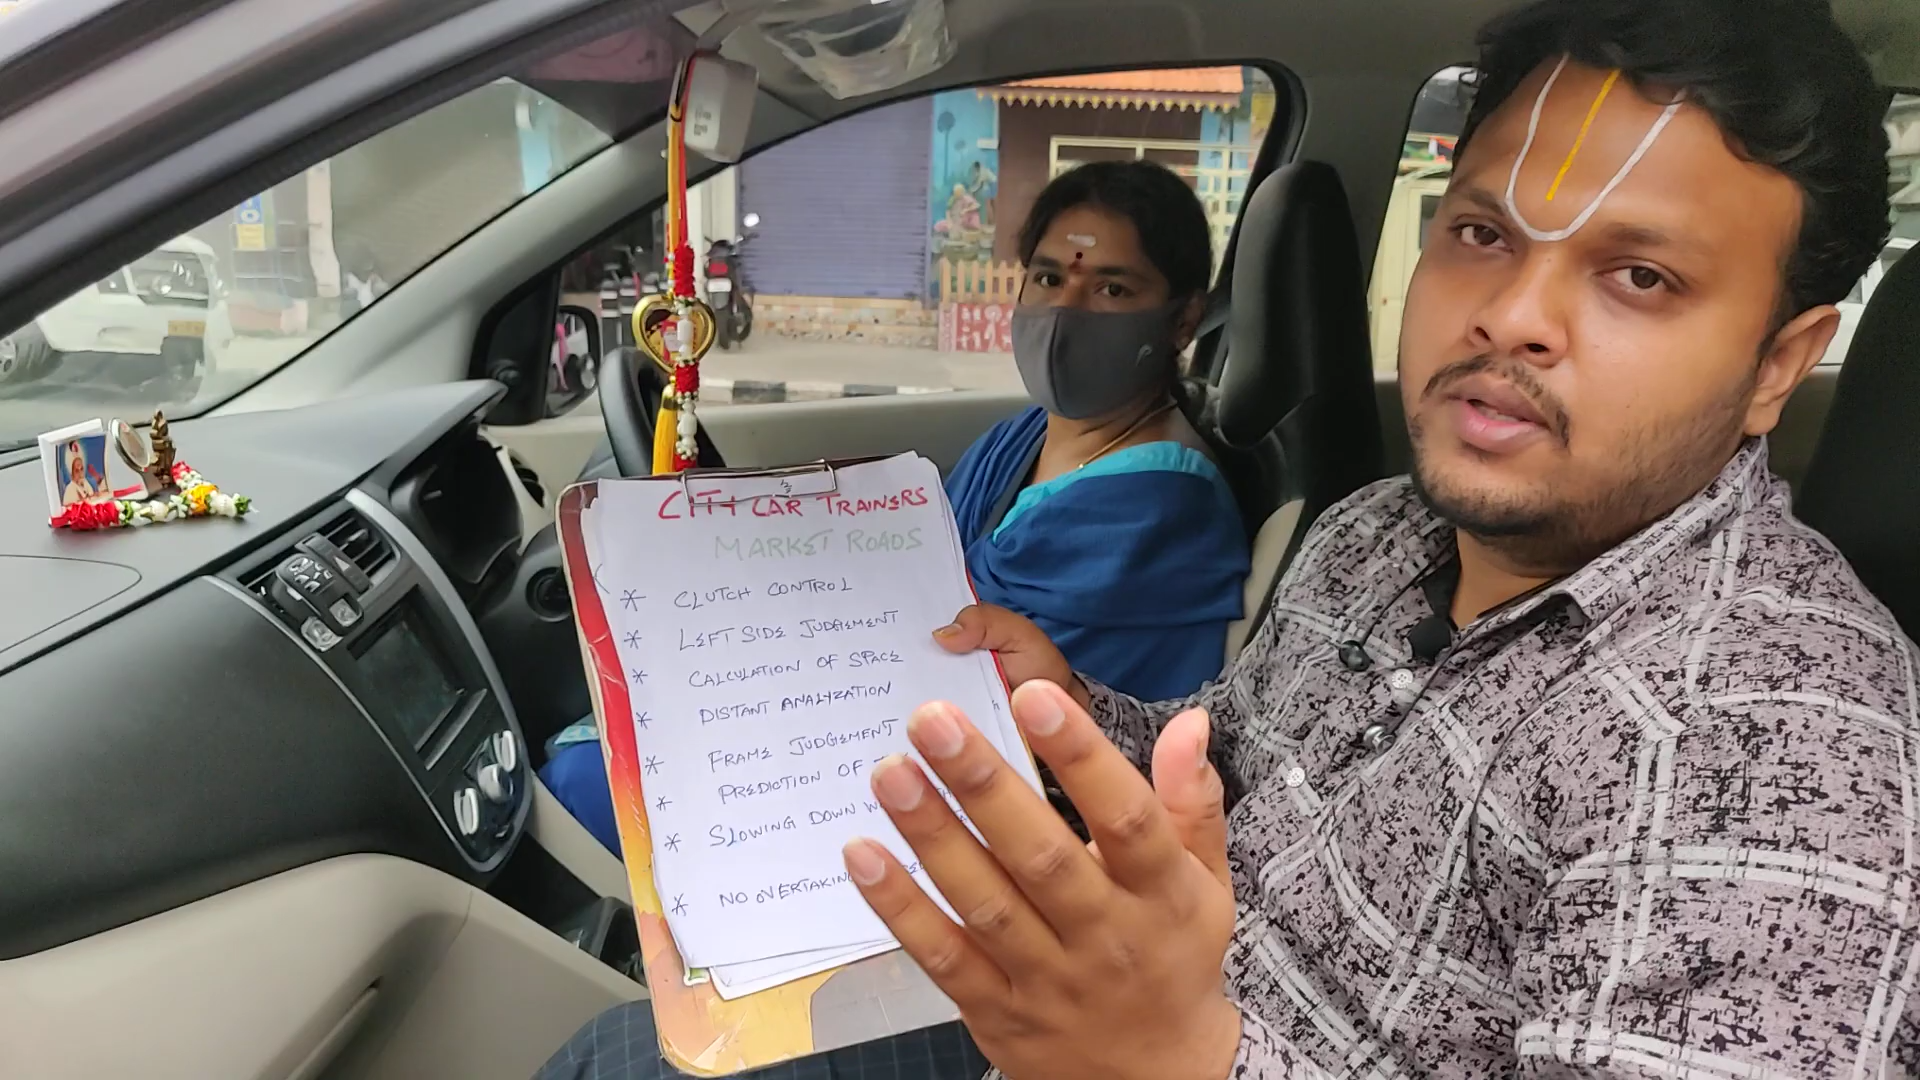 CITY CAR TRAINERS
MARKET ROADS
* CLUTCH CONTROL
* LEFT SIDE JUDGEMENT
* CALCULATION OF SPACE
* DISTANT ANALYZATION
* FRAME JUDGEMENT
* PREDICTION OF
* SLOWING DOWN
* NO OVERTAKING